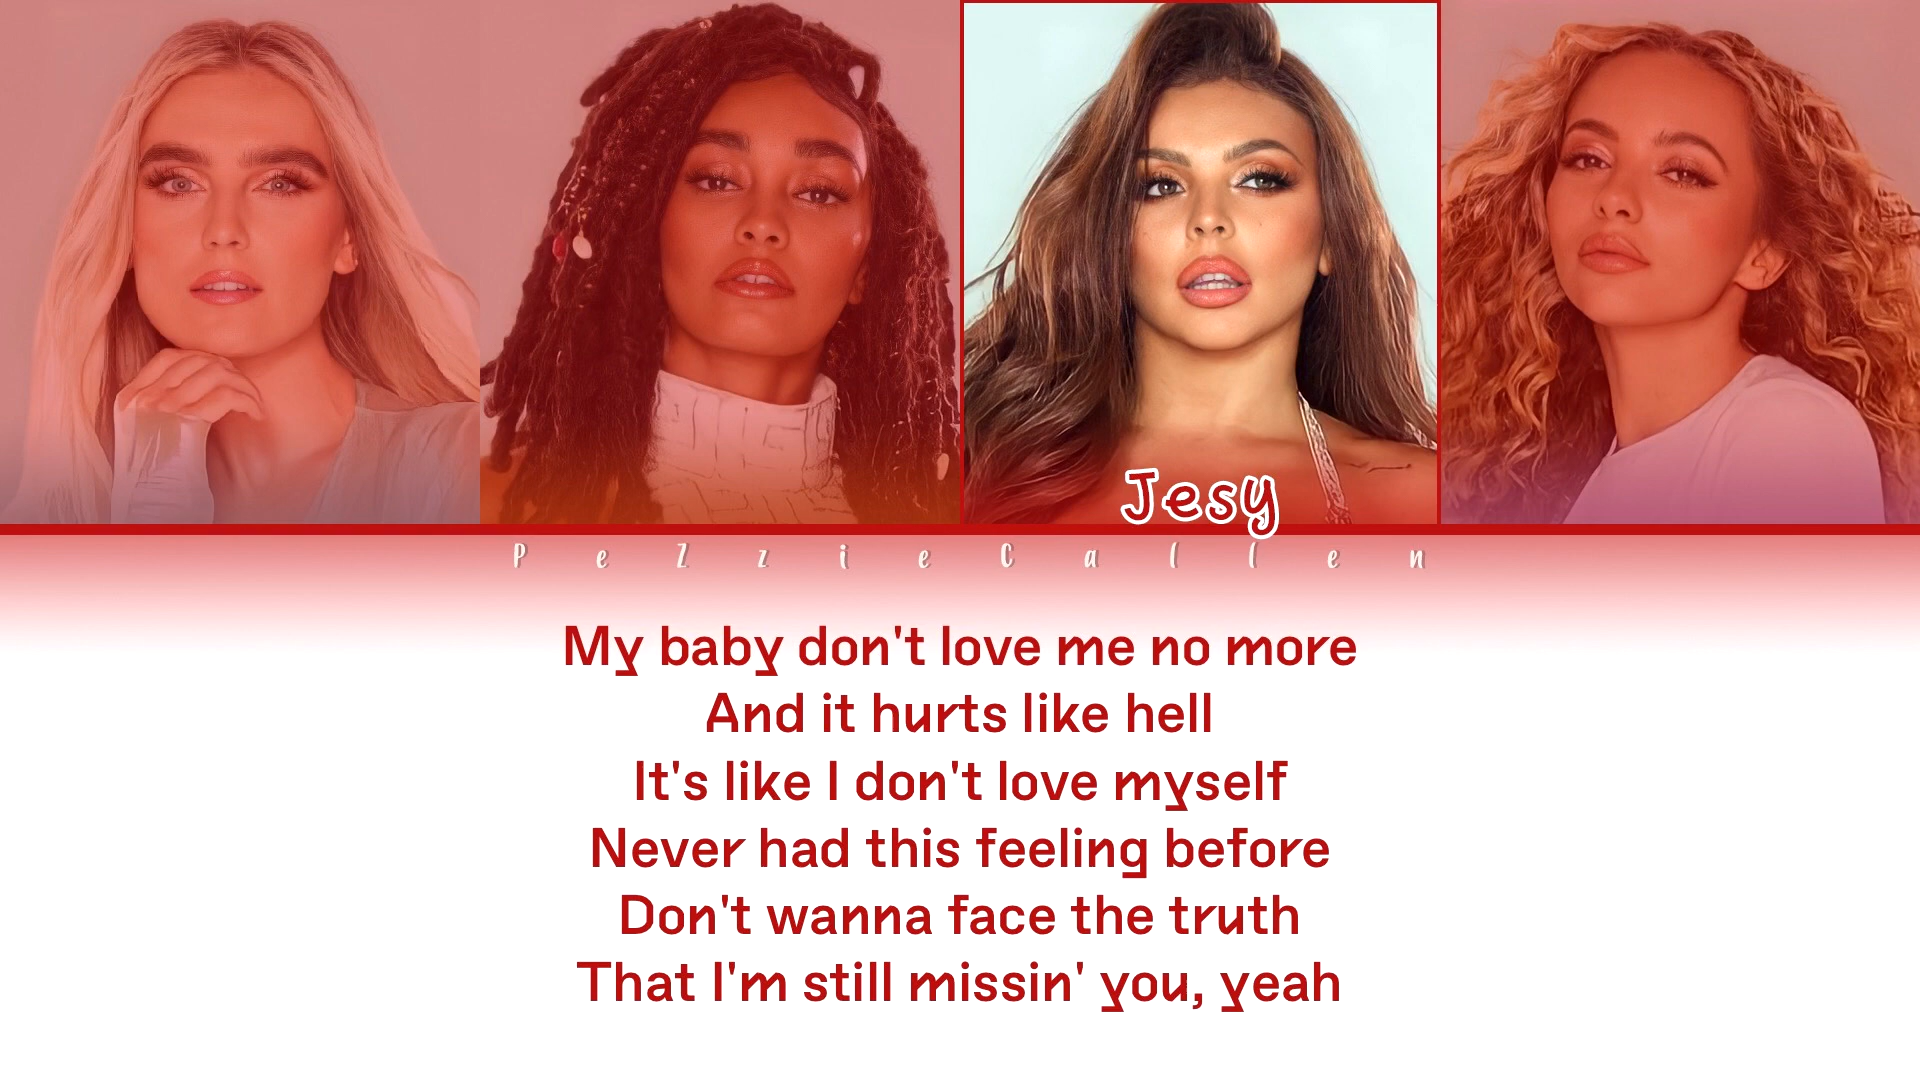 Jesy
PeZzieCallen
My baby don't love me no more
And it hurts like hell
It's like I don't love myself
Never had this feeling before
Don't wanna face the truth
That I'm still missin' you, yeah